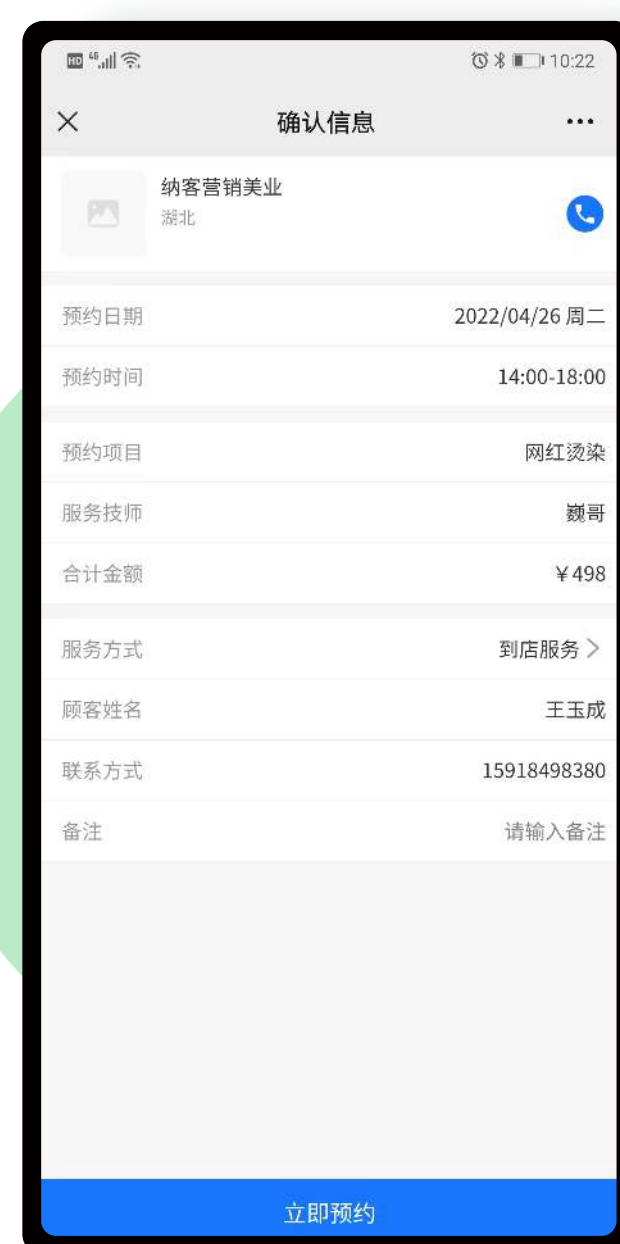 HD 4G 10:22
确认信息
纳客营销美业
湖北
预约日期 2022/04/26 周二
预约时间 14:00-18:00
预约项目 网红烫染
服务技师 巍哥
合计金额 ￥498
服务方式 到店服务
顾客姓名 王玉成
联系方式 15918498380
备注 请输入备注
立即预约